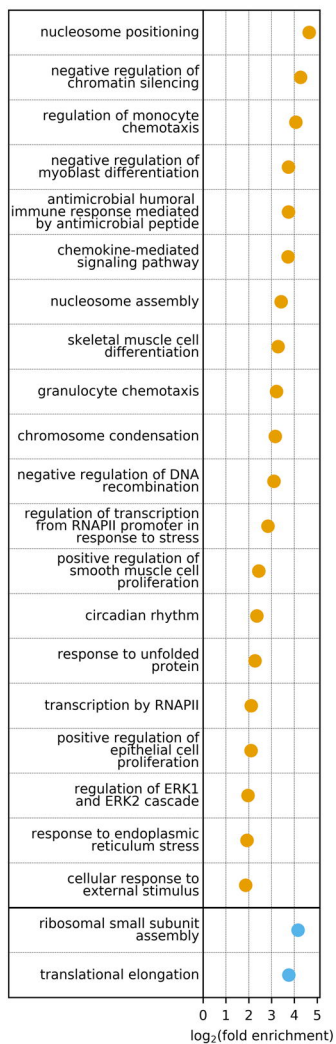 nucleosome positioning
negative regulation of
chromatin silencing
regulation of monocyte
chemotaxis
negative regulation of
myoblast differentiation
antimicrobial humoral
immune response mediated
by antimicrobial peptide
chemokine-mediated
signaling pathway
nucleosome assembly
skeletal muscle cell
differentiation
granulocyte chemotaxis
chromosome condensation
negative regulation of DNA
recombination
regulation of transcription
from RNAPII promoter in
response to stress
positive regulation of
smooth muscle cell
proliferation
circadian rhythm
response to unfolded
protein
transcription by RNAPII
positive regulation of
epithelial cell
proliferation
regulation of ERK1
and ERK2 cascade
response to endoplasmic
reticulum stress
cellular response to
external stimulus
ribosomal small subunit
assembly
translational elongation
0 1 2 3 4 5
log₂(fold enrichment)